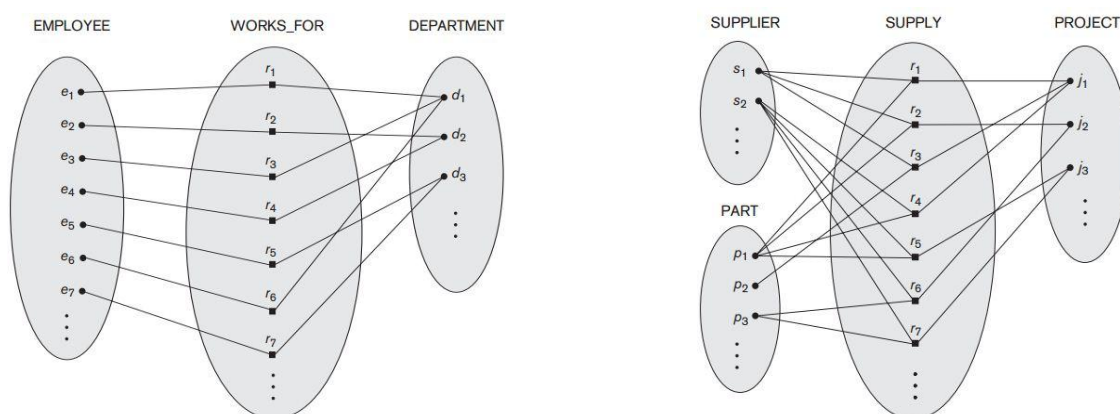 EMPLOYEE WORKS_FOR DEPARTMENT
e1
e2
e3
e4
e5
e6
e7
r1
r2
r3
r4
r5
r6
r7
d1
d2
d3
SUPPLIER SUPPLY PROJECT
s1
s2
PART
p1
p2
p3
r1
r2
r3
r4
r5
r6
r7
j1
j2
j3